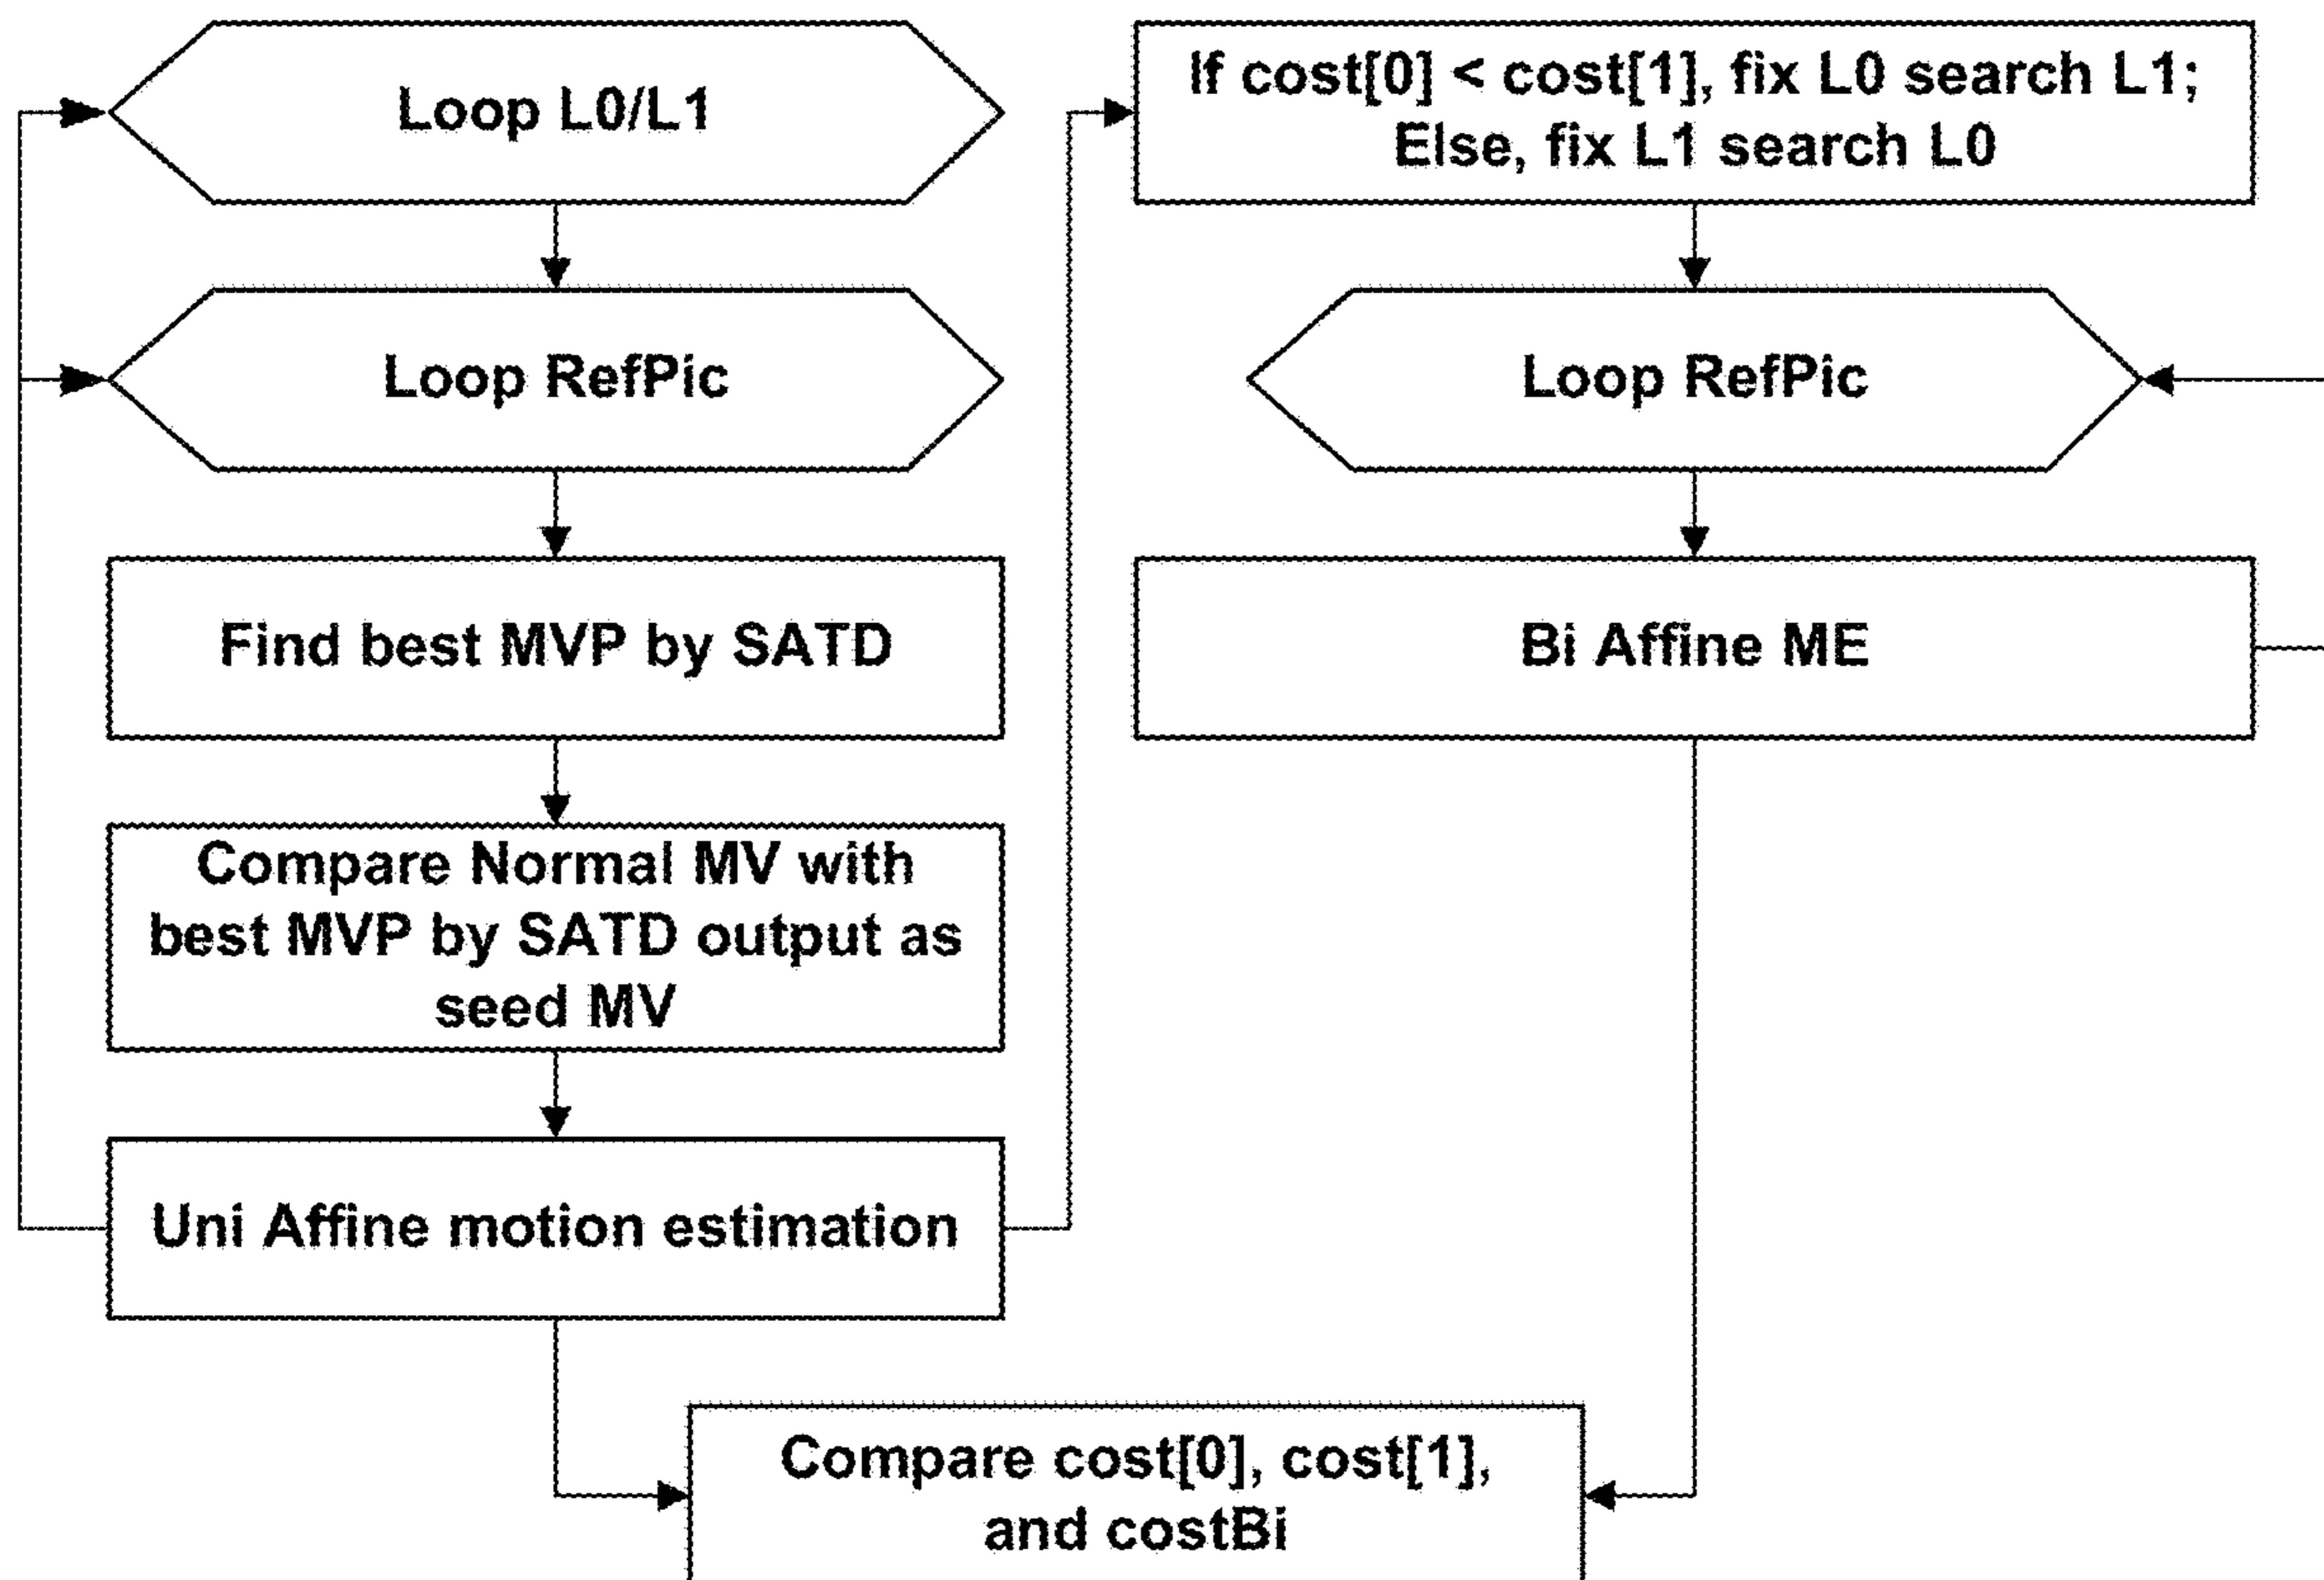 Loop L0/L1
Loop RefPic
Find best MVP by SATD
Compare Normal MV with
best MVP by SATD output as
seed MV
Uni Affine motion estimation
If cost[0] < cost[1], fix L0 search L1;
Else, fix L1 search L0
Loop RefPic
Bi Affine ME
Compare cost[0], cost[1],
and costBi